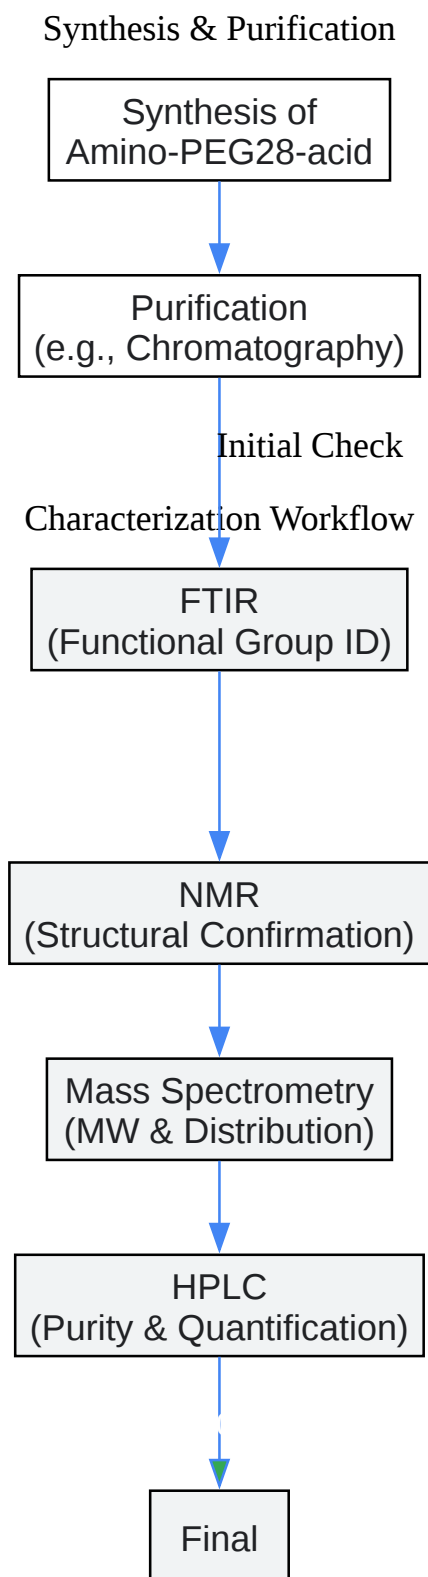 Synthesis & Purification
Synthesis of
Amino-PEG28-acid
Purification
(e.g., Chromatography)
Initial Check
Characterization Workflow
FTIR
(Functional Group ID)
NMR
(Structural Confirmation)
Mass Spectrometry
(MW & Distribution)
HPLC
(Purity & Quantification)
Final